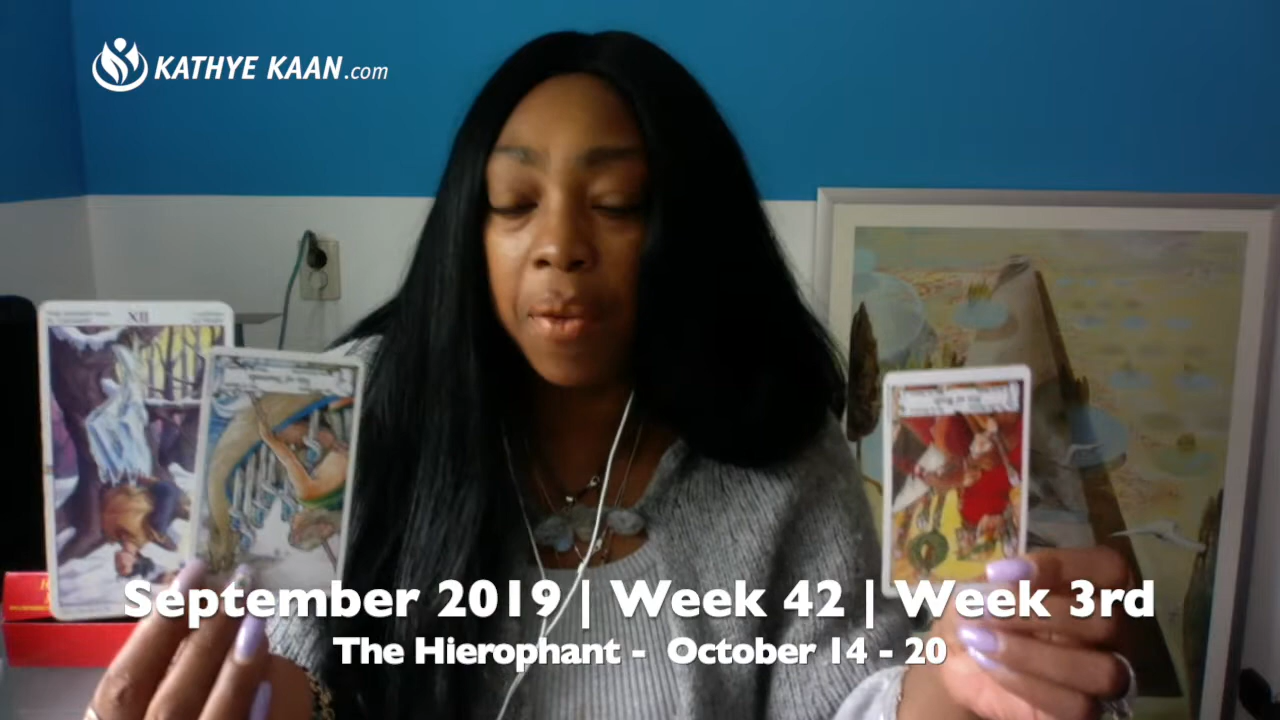 KATHYE KAAN.com
XII
September 2019 | Week 42 | Week 3rd
The Hierophant - October 14 - 20